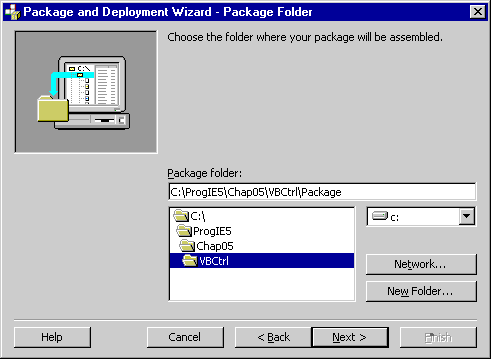 Package and Deployment Wizard - Package Folder
Choose the folder where your package will be assembled.
C:\
Package folder:
C:\ProgIE5\Chap05\VBCtrl\Package
C:\
c:
ProgIE5
Chap05
VBCtrl
Network...
New Folder...
Help
Cancel
< Back
Next >
Finish